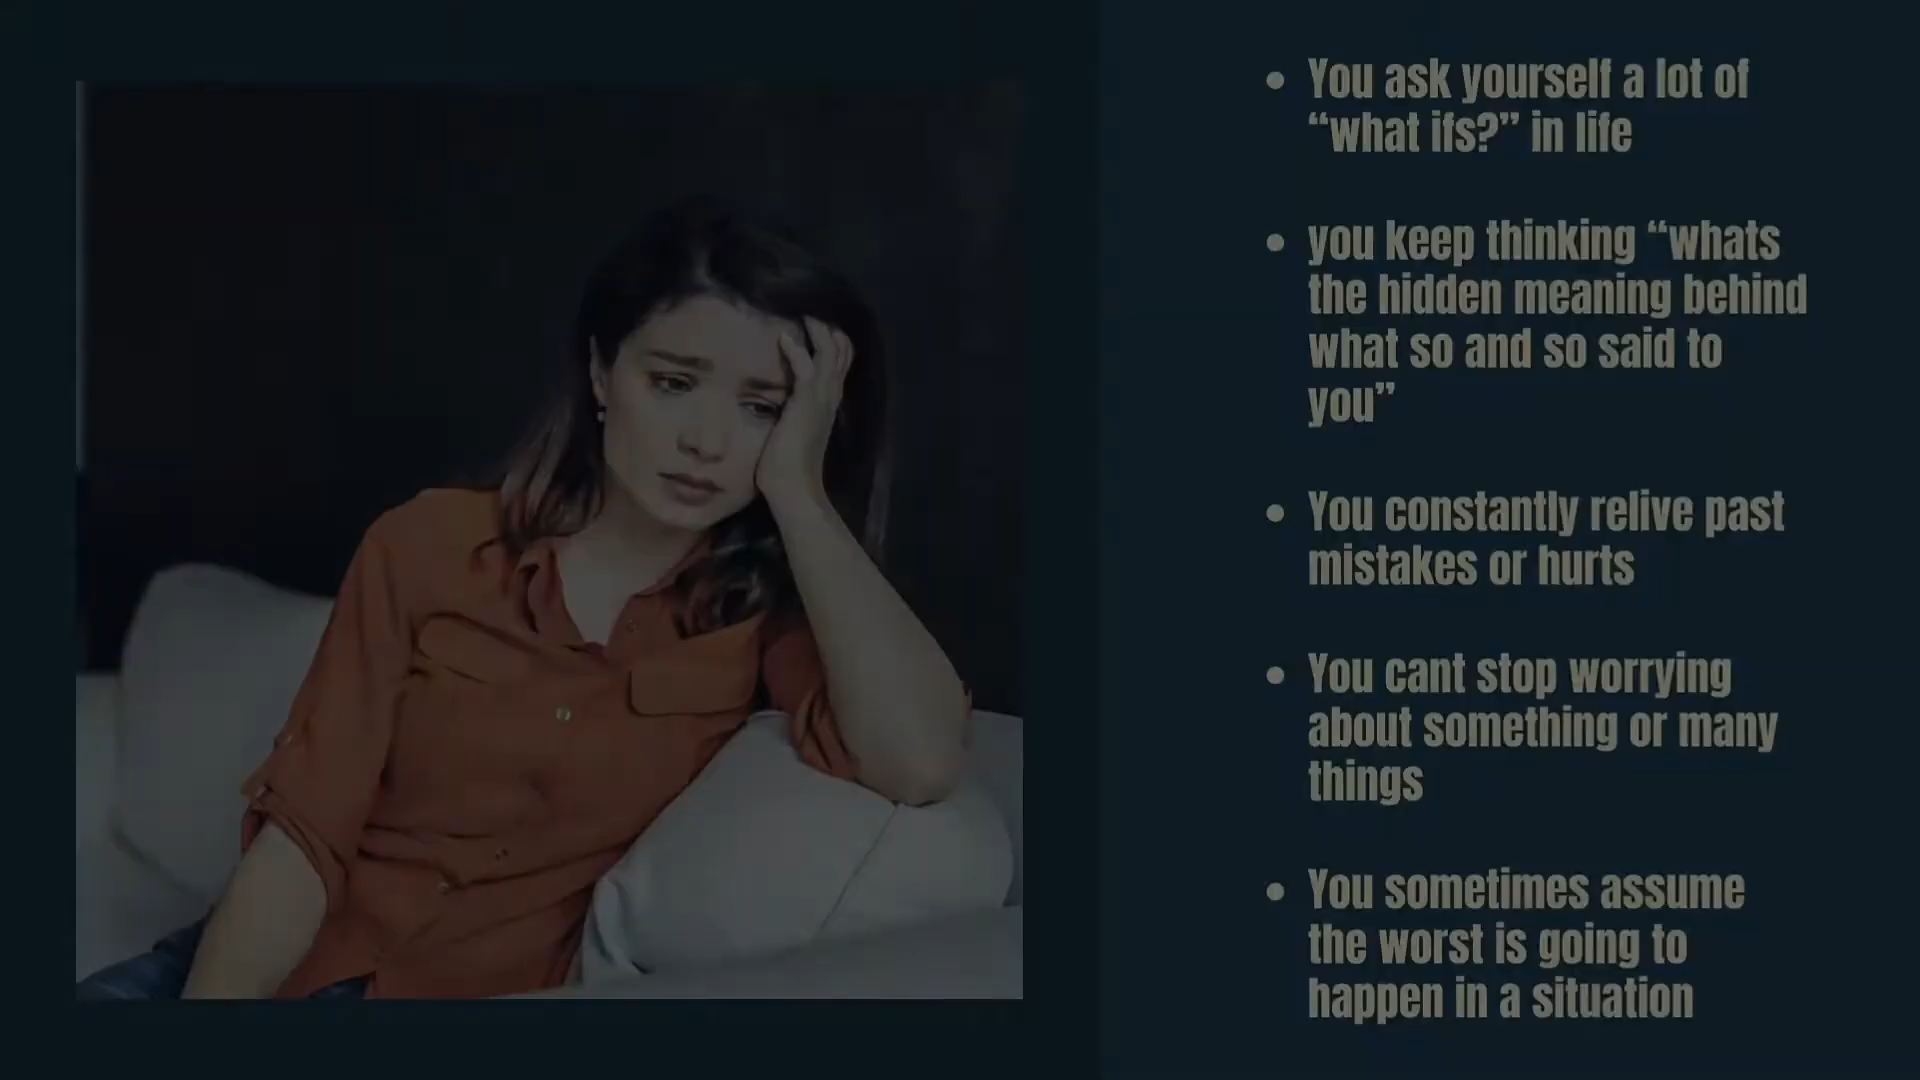 • You ask yourself a lot of
“what ifs?” in life
• you keep thinking “whats
the hidden meaning behind
what so and so said to
you”
• You constantly relive past
mistakes or hurts
• You cant stop worrying
about something or many
things
• You sometimes assume
the worst is going to
happen in a situation